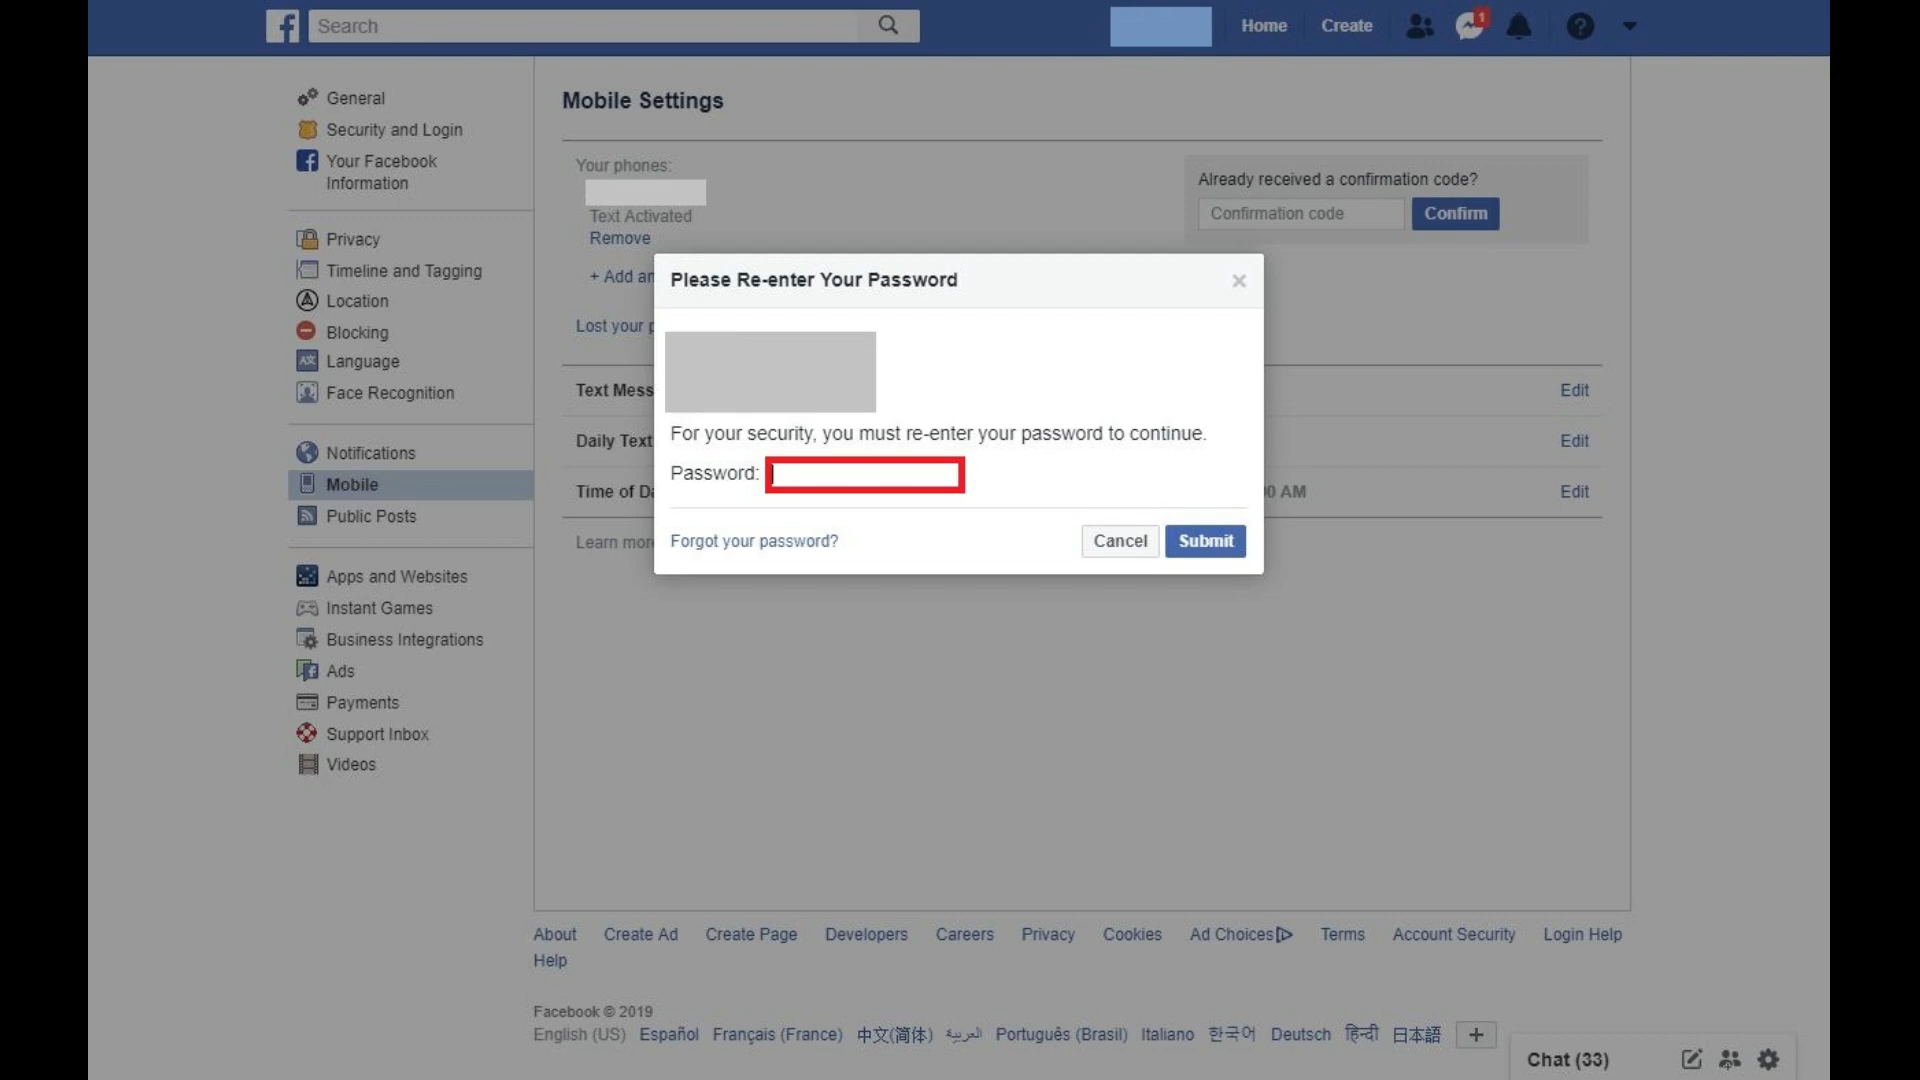 Search
Home
Create
1
General
Security and Login
Your Facebook
Information
Privacy
Timeline and Tagging
Location
Blocking
Language
Face Recognition
Notifications
Mobile
Public Posts
Apps and Websites
Instant Games
Business Integrations
Ads
Payments
Support Inbox
Videos
Mobile Settings
Your phones:
Text Activated
Remove
+ Add
Lost your
Already received a confirmation code?
Confirmation code
Confirm
Text Mess
Edit
Daily Text
Edit
Time of
0 AM
Edit
Learn
Please Re-enter Your Password
For your security, you must re-enter your password to continue.
Password:
Forgot your password?
Cancel
Submit
About Create Ad Create Page Developers Careers Privacy Cookies Ad Choices Terms Account Security Login Help
Help
Facebook © 2019
English (US) Español Français (France) 中文(简体) العربية Português (Brasil) Italiano 한국어 Deutsch हिन्दी 日本語 +
Chat (33)